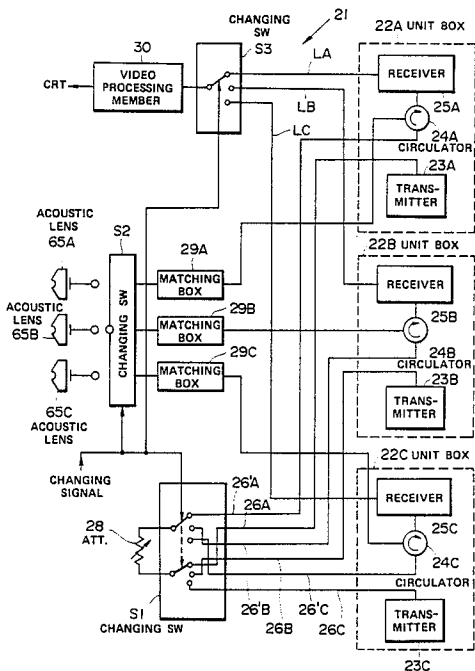 CHANGING
SW
21
22A UNIT BOX
30
S3
LA
CRT
VIDEO
PROCESSING
MEMBER
LB
LC
RECEIVER
25A
24A
CIRCULATOR
23A
TRANS-
MITTER
ACOUSTIC
LENS
65A
S2
29A
MATCHING
BOX
22B UNIT BOX
ACOUSTIC
LENS
65B
CHANGING SW
29B
MATCHING
BOX
RECEIVER
25B
29C
MATCHING
BOX
24B
CIRCULATOR
23B
65C
ACOUSTIC
LENS
TRANS-
MITTER
22C UNIT BOX
CHANGING
SIGNAL
26'A
26A
RECEIVER
28
ATT.
25C
24C
CIRCULATOR
S1
CHANGING SW
26'B
26B
26'C
26C
TRANS-
MITTER
23C